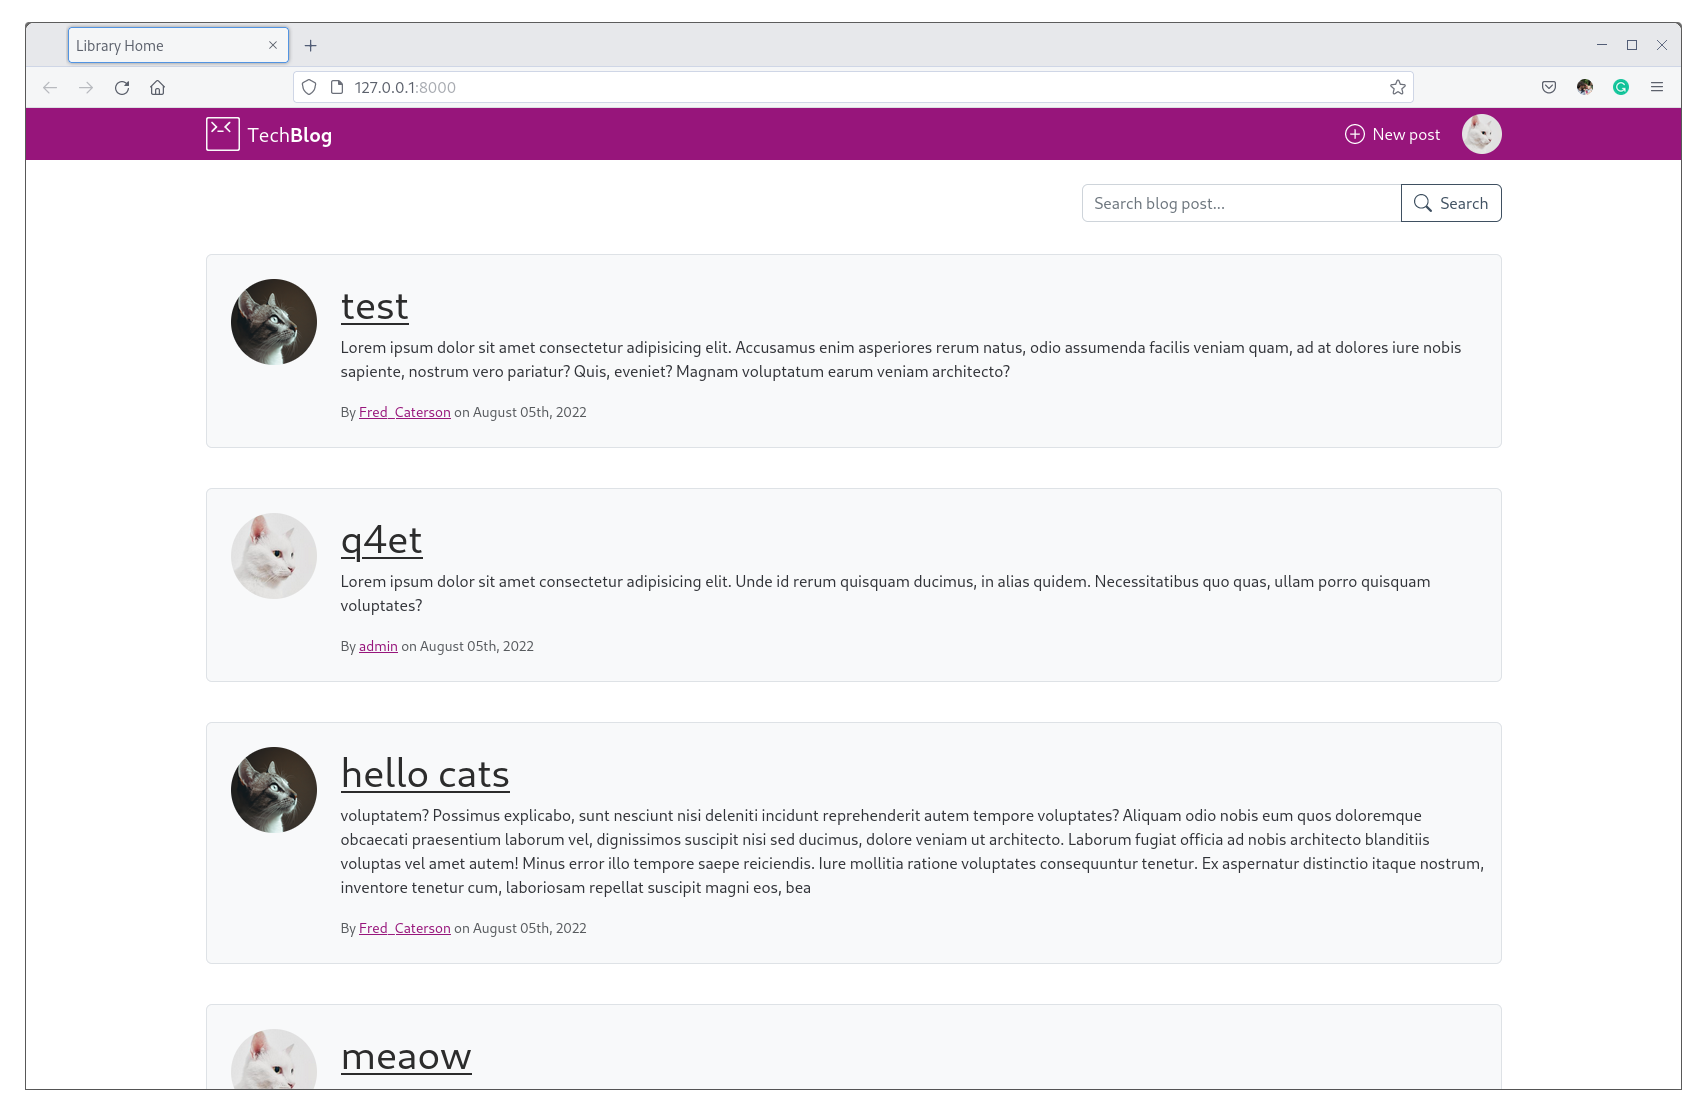 Library Home
127.0.0.1:8000
>_<
TechBlog
New post
Search blog post...
Search
test
Lorem ipsum dolor sit amet consectetur adipisicing elit. Accusamus enim asperiores rerum natus, odio assumenda facilis veniam quam, ad at dolores iure nobis
sapiente, nostrum vero pariatur? Quis, eveniet? Magnam voluptatum earum veniam architecto?
By Fred_Caterson on August 05th, 2022
q4et
Lorem ipsum dolor sit amet consectetur adipisicing elit. Unde id rerum quisquam ducimus, in alias quidem. Necessitatibus quo quas, ullam porro quisquam
voluptates?
By admin on August 05th, 2022
hello cats
voluptatem? Possimus explicabo, sunt nesciunt nisi deleniti incidunt reprehenderit autem tempore voluptates? Aliquam odio nobis eum quos doloremque
obcaecati praesentium laborum vel, dignissimos suscipit nisi sed ducimus, dolore veniam ut architecto. Laborum fugiat officia ad nobis architecto blanditiis
voluptas vel amet autem! Minus error illo tempore saepe reiciendis. Iure mollitia ratione voluptates consequuntur tenetur. Ex aspernatur distinctio itaque nostrum,
inventore tenetur cum, laboriosam repellat suscipit magni eos, bea
By Fred_Caterson on August 05th, 2022
meaow